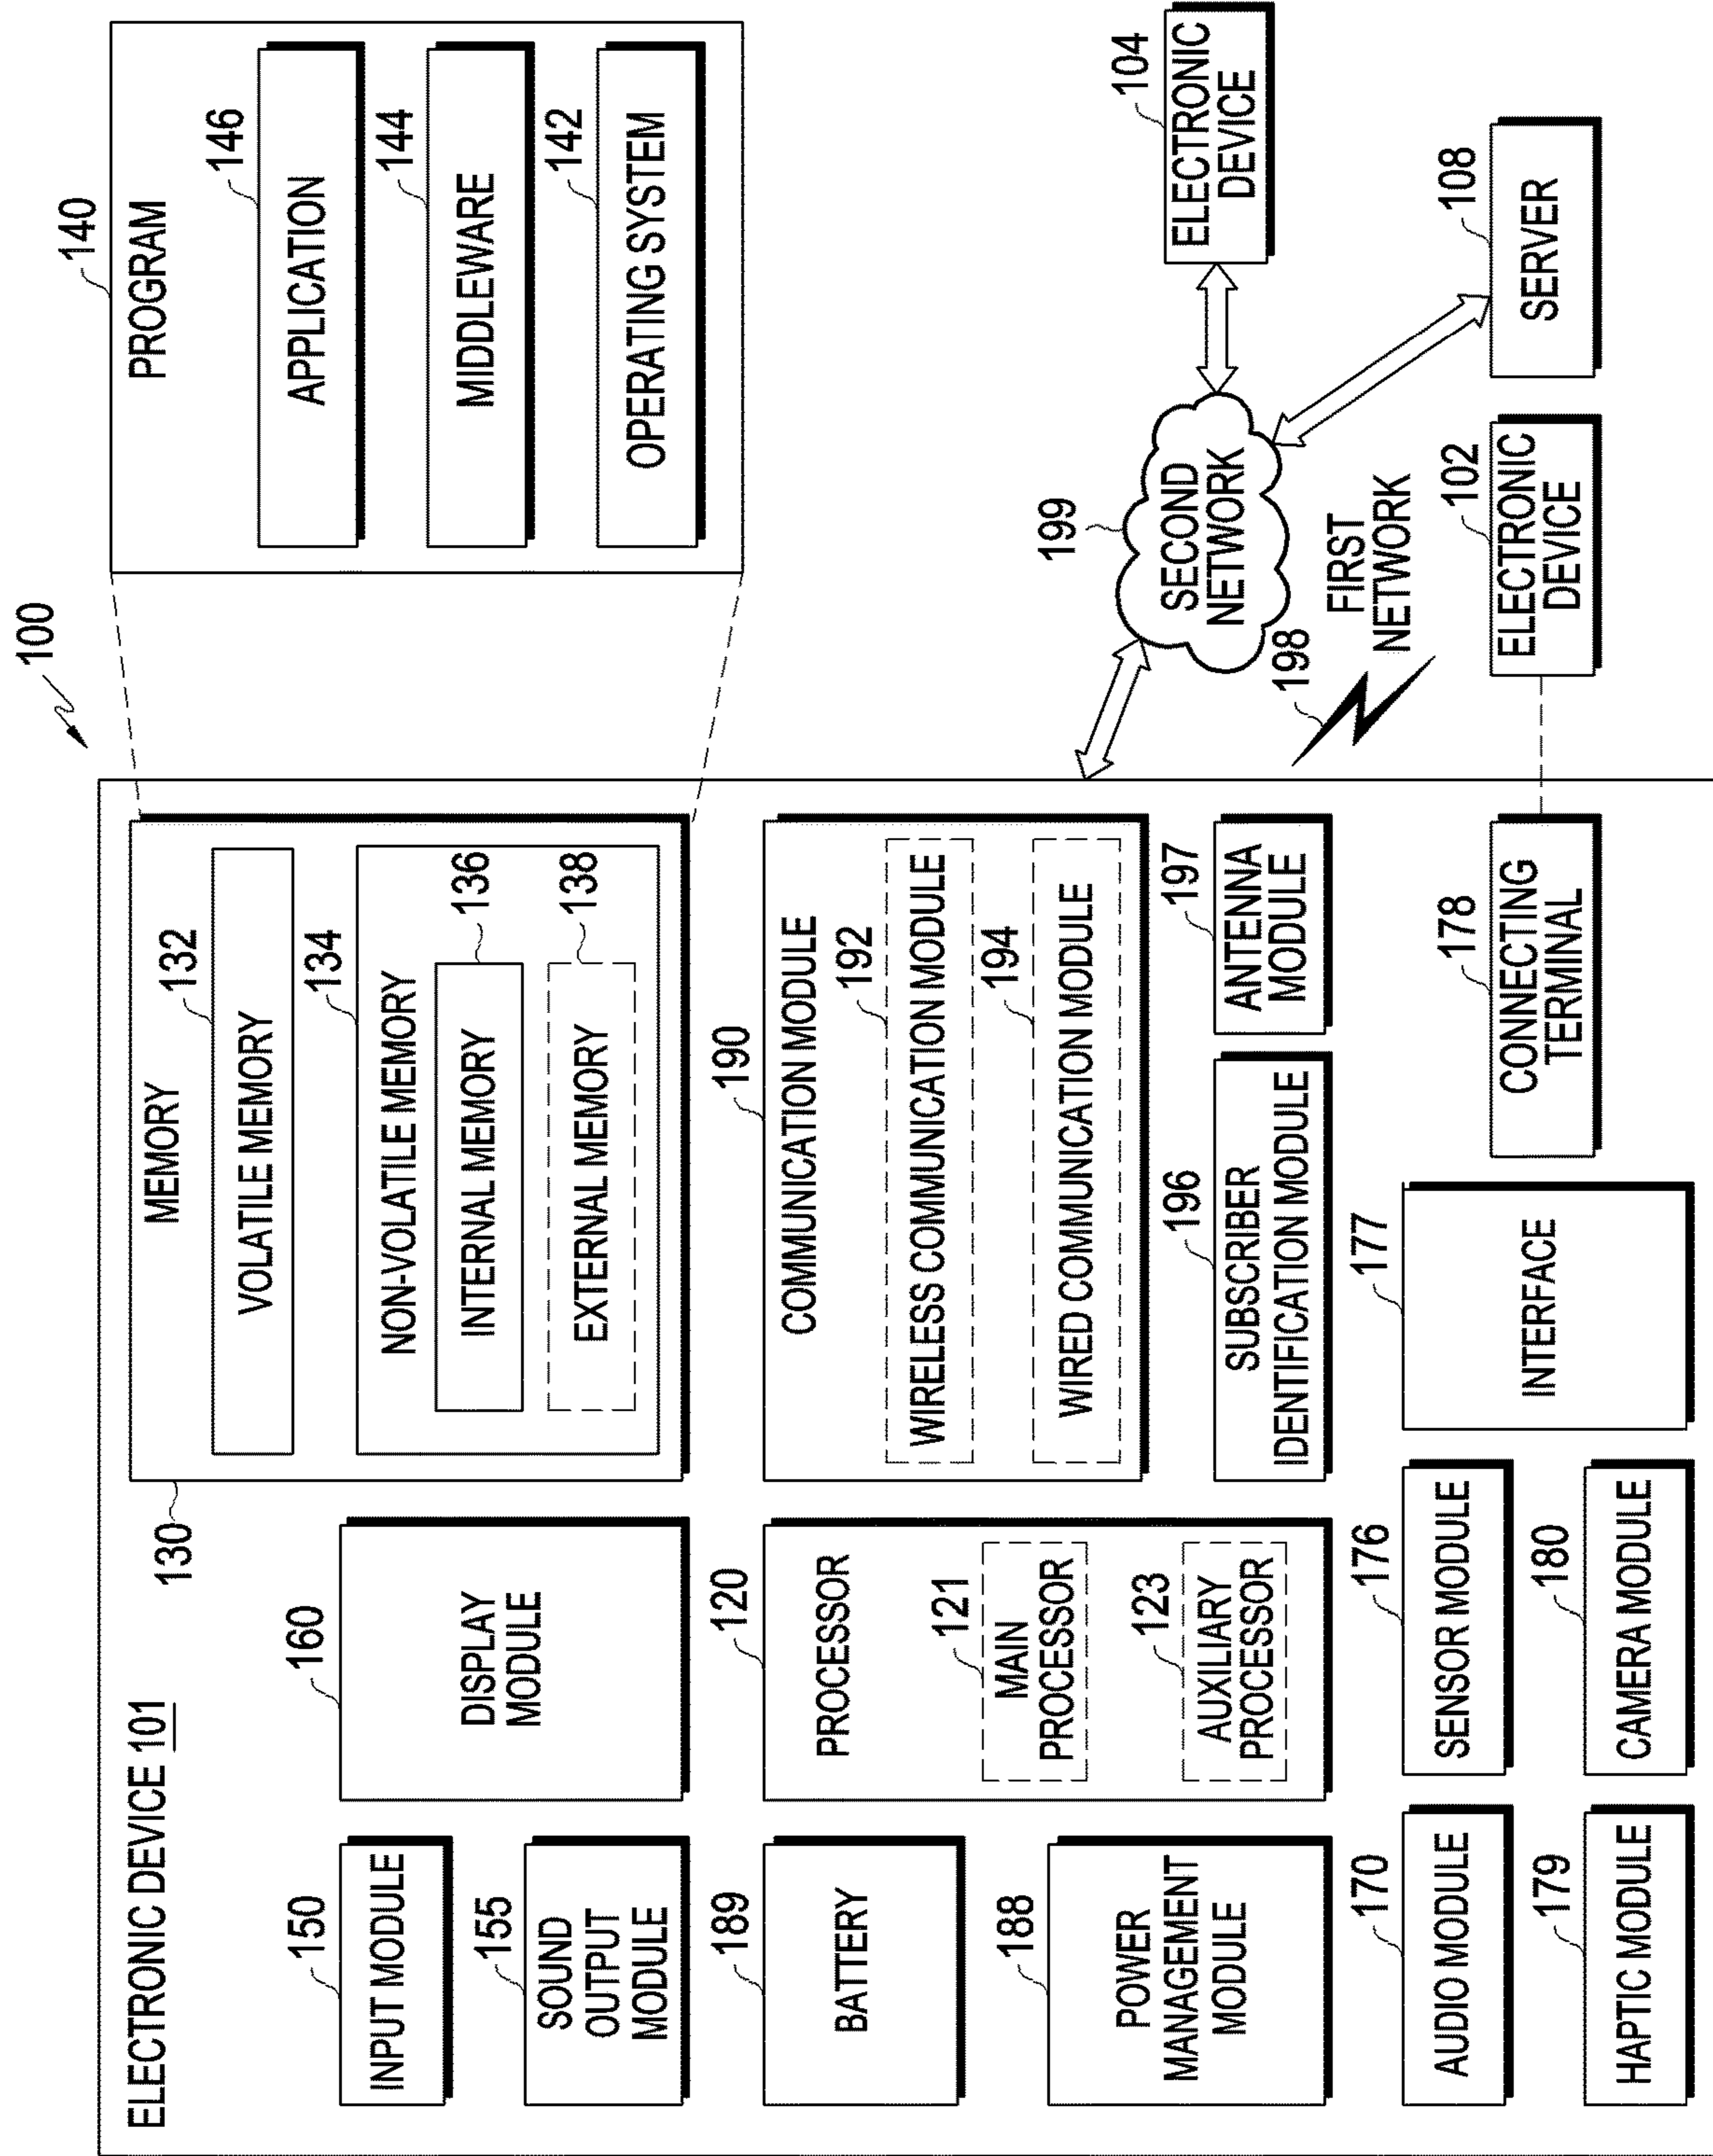 100
ELECTRONIC DEVICE 101
130
MEMORY
132
VOLATILE MEMORY
134
NON-VOLATILE MEMORY
136
INTERNAL MEMORY
138
EXTERNAL MEMORY
140
PROGRAM
146
APPLICATION
144
MIDDLEWARE
142
OPERATING SYSTEM
150
INPUT MODULE
155
SOUND
OUTPUT
MODULE
160
DISPLAY
MODULE
189
BATTERY
188
POWER
MANAGEMENT
MODULE
120
PROCESSOR
121
MAIN
PROCESSOR
123
AUXILIARY
PROCESSOR
190
COMMUNICATION MODULE
192
WIRELESS COMMUNICATION MODULE
194
WIRED COMMUNICATION MODULE
196
SUBSCRIBER
IDENTIFICATION MODULE
197
ANTENNA
MODULE
170
AUDIO MODULE
176
SENSOR MODULE
177
INTERFACE
178
CONNECTING
TERMINAL
179
HAPTIC MODULE
180
CAMERA MODULE
199
SECOND
NETWORK
198
FIRST
NETWORK
104
ELECTRONIC
DEVICE
102
ELECTRONIC
DEVICE
108
SERVER